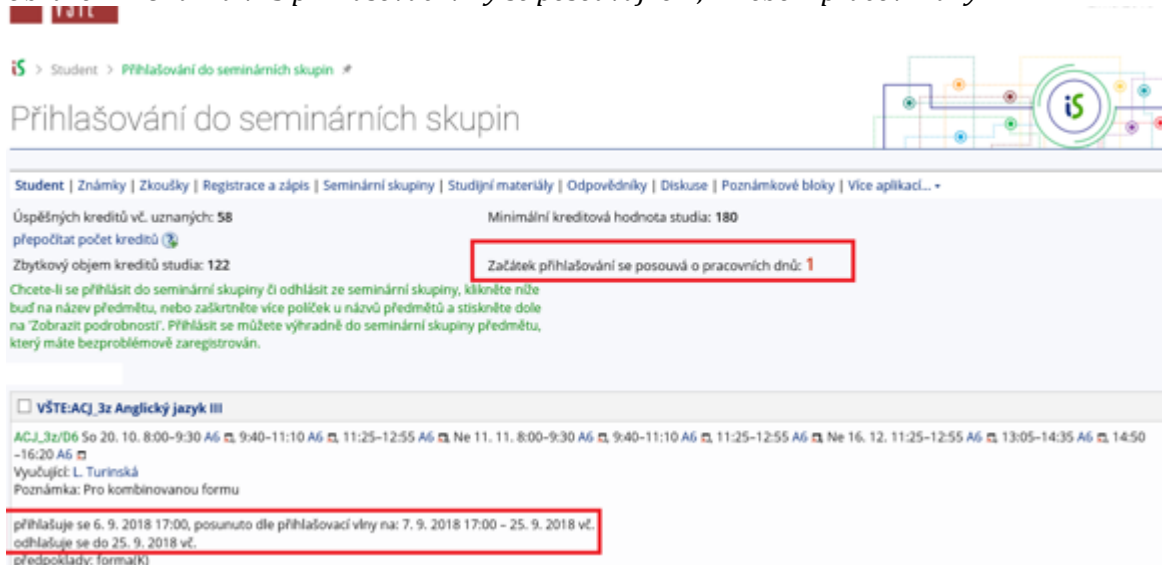 VŠTE
iS > Student > Přihlašování do seminárních skupin
iS
Přihlašování do seminárních skupin
Student | Známky | Zkoušky | Registrace a zápis | Seminární skupiny | Studijní materiály | Odpovědníky | Diskuse | Poznámkové bloky | Více aplikací...
Úspěšných kreditů vč. uznaných: 58
Minimální kreditová hodnota studia: 180
přepočítat počet kreditů
Zbytkový objem kreditů studia: 122
Začátek přihlašování se posouvá o pracovních dnů: 1
Chcete-li se přihlásit do seminární skupiny či odhlásit ze seminární skupiny, klikněte níže
buď na název předmětu, nebo zaškrtněte více políček u názvů předmětů a stiskněte dole
na 'Zobrazit podrobnosti'. Přihlásit se můžete výhradně do seminární skupiny předmětu,
který máte bezproblémově zaregistrován.
VŠTE:ACJ_3z Anglický jazyk III
ACJ_3z/D6 So 20. 10. 8:00–9:30 A6, 9:40–11:10 A6, 11:25–12:55 A6, Ne 11. 11. 8:00–9:30 A6, 9:40–11:10 A6, 11:25–12:55 A6, Ne 16. 12. 11:25–12:55 A6, 13:05–14:35 A6, 14:50
–16:20 A6
Vyučující: L. Turinská
Poznámka: Pro kombinovanou formu
přihlašuje se 6. 9. 2018 17:00, posunuto dle přihlašovací vlny na: 7. 9. 2018 17:00 – 25. 9. 2018 vč.
odhlašuje se do 25. 9. 2018 vč.
předpoklady: forma(K)